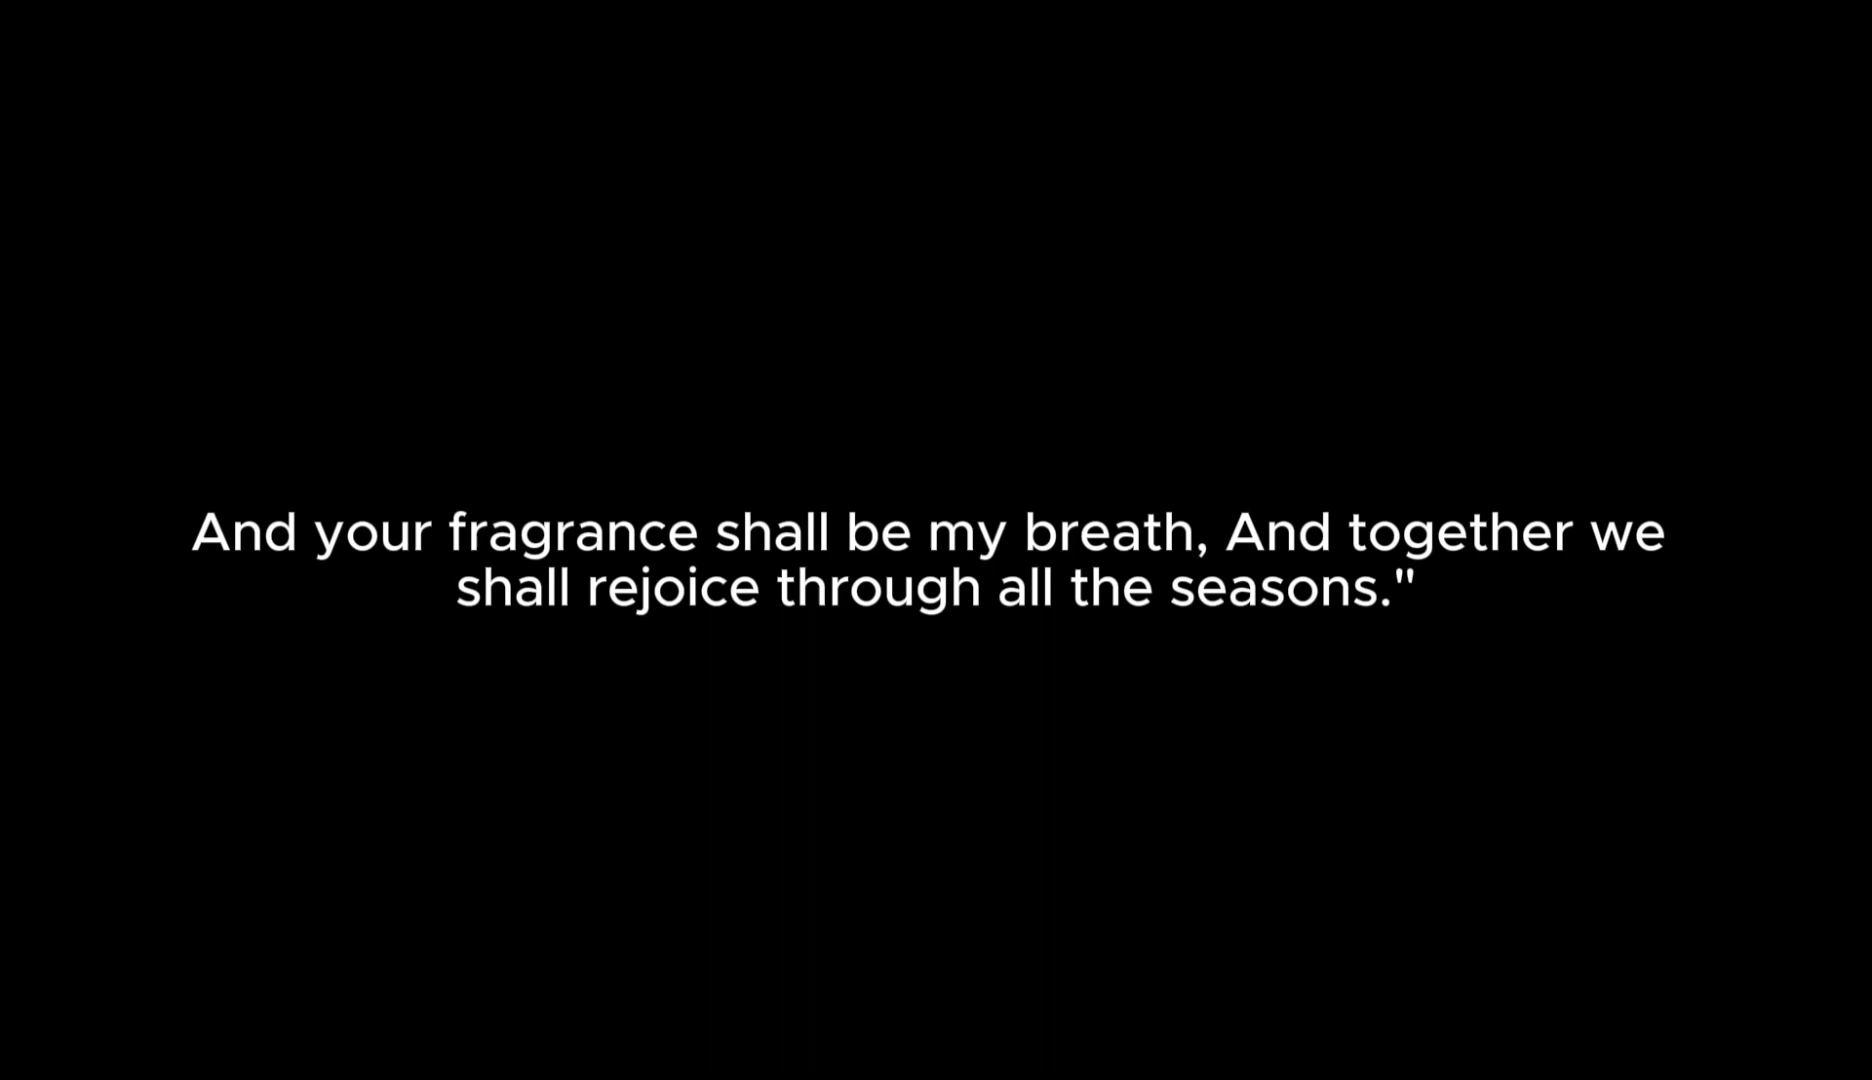 And your fragrance shall be my breath, And together we
shall rejoice through all the seasons."